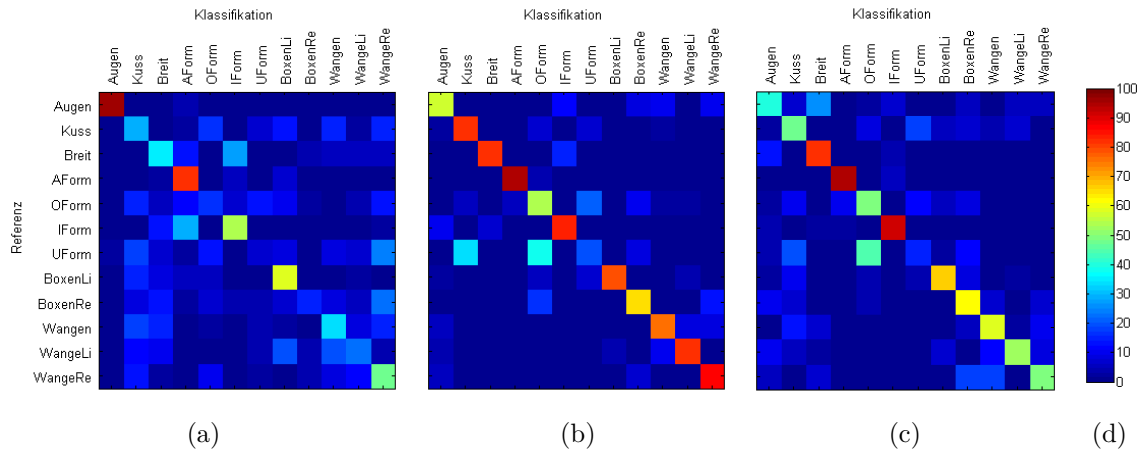 Klassifikation
Klassifikation
Klassifikation
Augen Kuss Breit AForm OForm IForm UForm BoxenLi BoxenRe Wangen WangeLi WangeRe
Augen Kuss Breit AForm OForm IForm UForm BoxenLi BoxenRe Wangen WangeLi WangeRe
Augen Kuss Breit AForm OForm IForm UForm BoxenLi BoxenRe Wangen WangeLi WangeRe
Referenz
Augen
Kuss
Breit
AForm
OForm
IForm
UForm
BoxenLi
BoxenRe
Wangen
WangeLi
WangeRe
100
90
80
70
60
50
40
30
20
10
0
(a) (b) (c) (d)